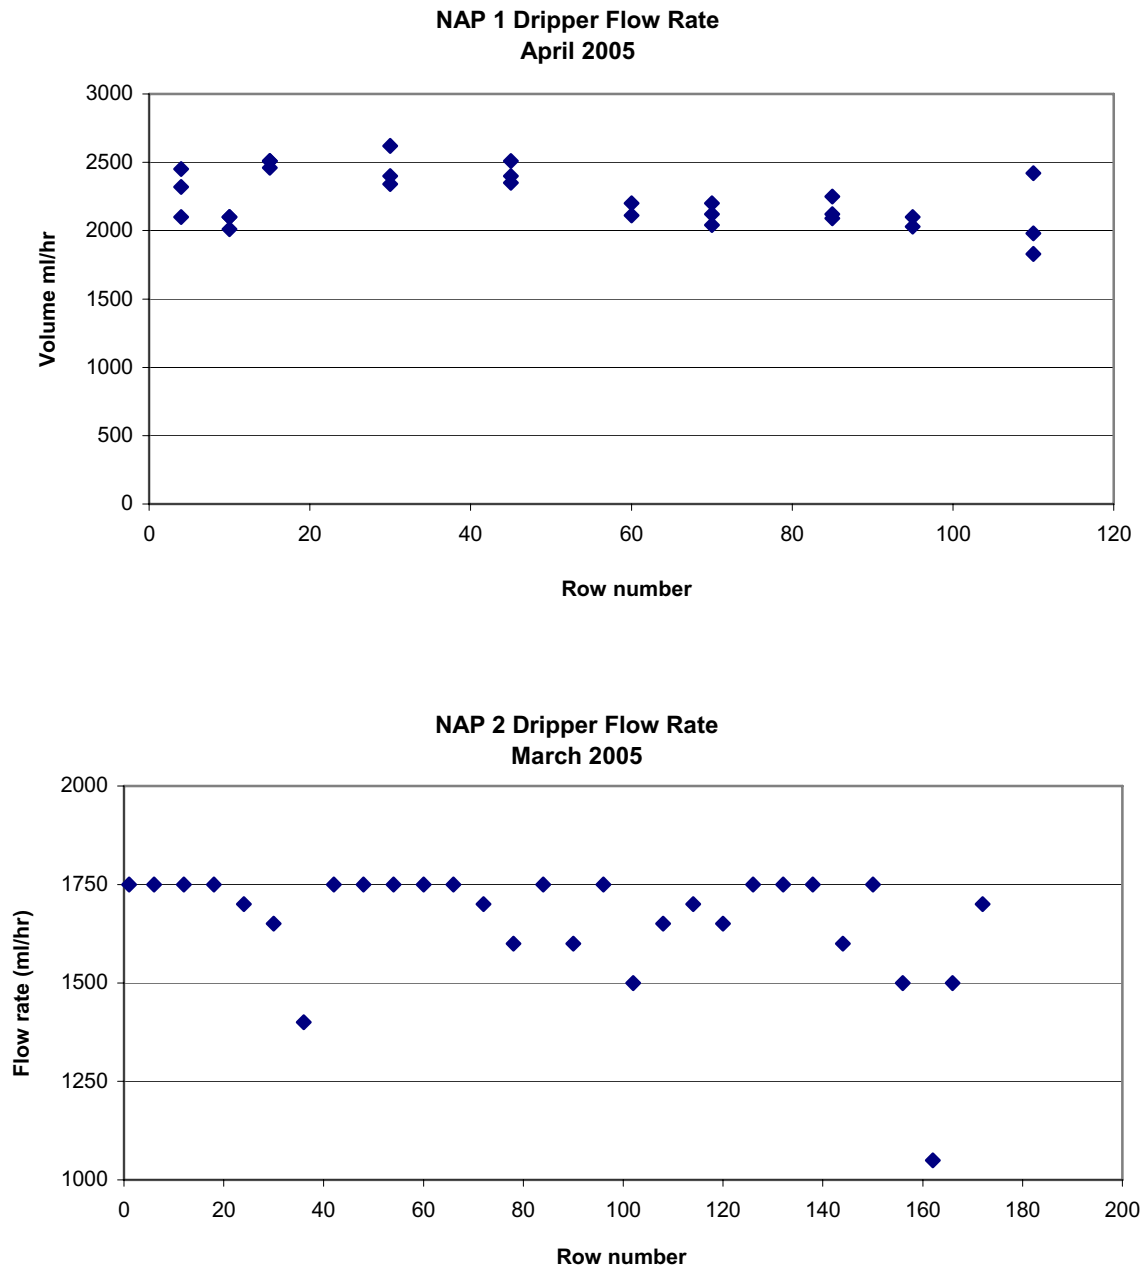 NAP 1 Dripper Flow Rate
April 2005
3000
2500
2000
1500
1000
500
0
0 20 40 60 80 100 120
Volume ml/hr
Row number
NAP 2 Dripper Flow Rate
March 2005
2000
1750
1500
1250
1000
0 20 40 60 80 100 120 140 160 180 200
Flow rate (ml/hr)
Row number